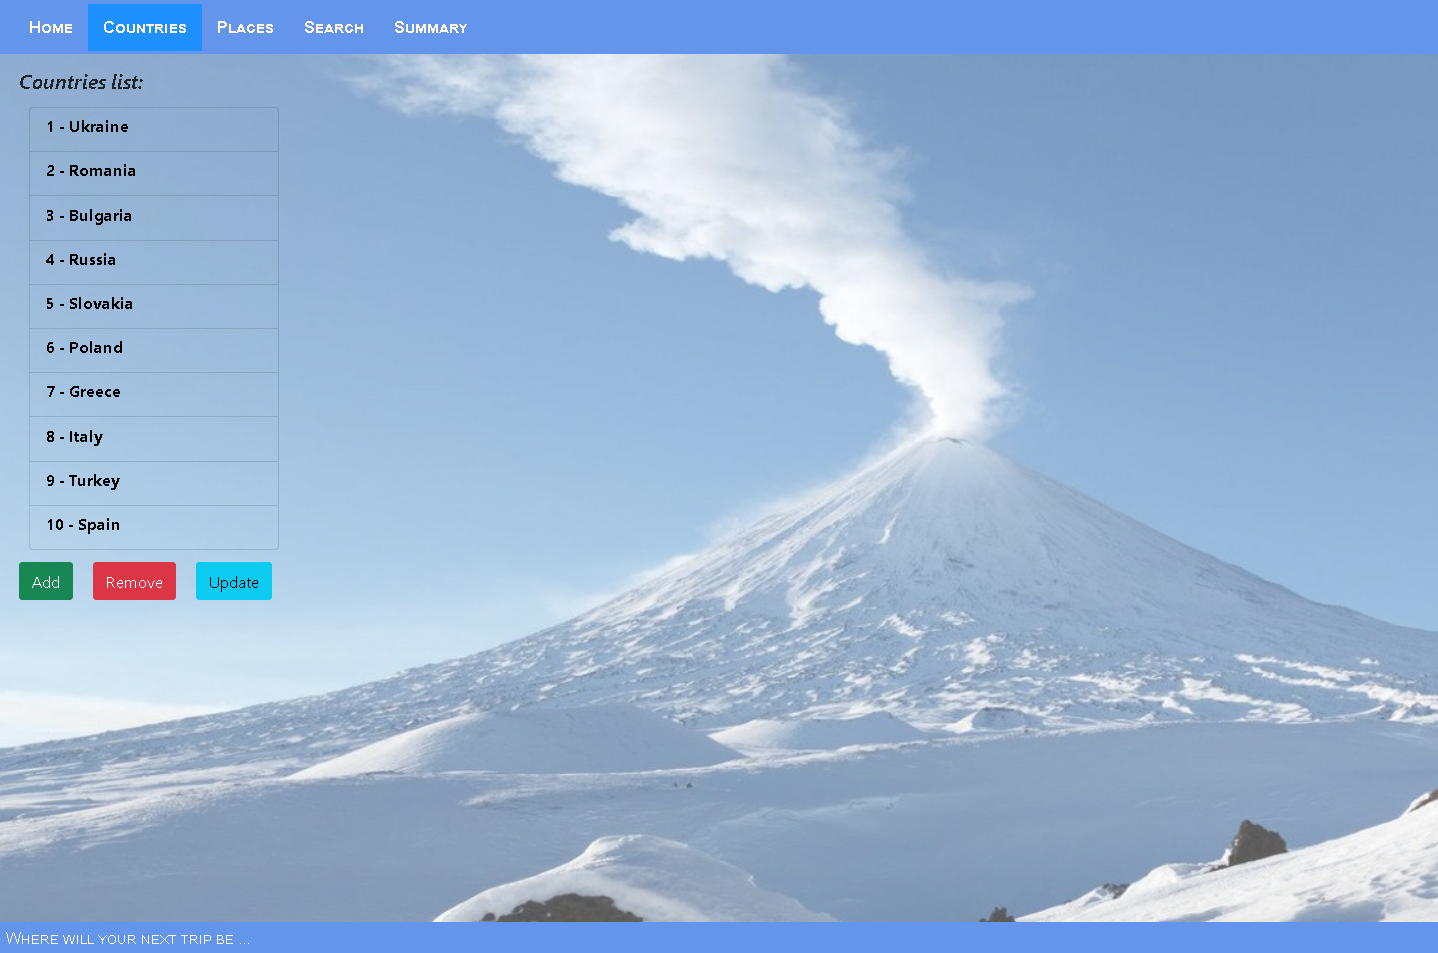 Home Countries Places Search Summary
Countries list:
1 - Ukraine
2 - Romania
3 - Bulgaria
4 - Russia
5 - Slovakia
6 - Poland
7 - Greece
8 - Italy
9 - Turkey
10 - Spain
Add Remove Update
Where will your next trip be ...